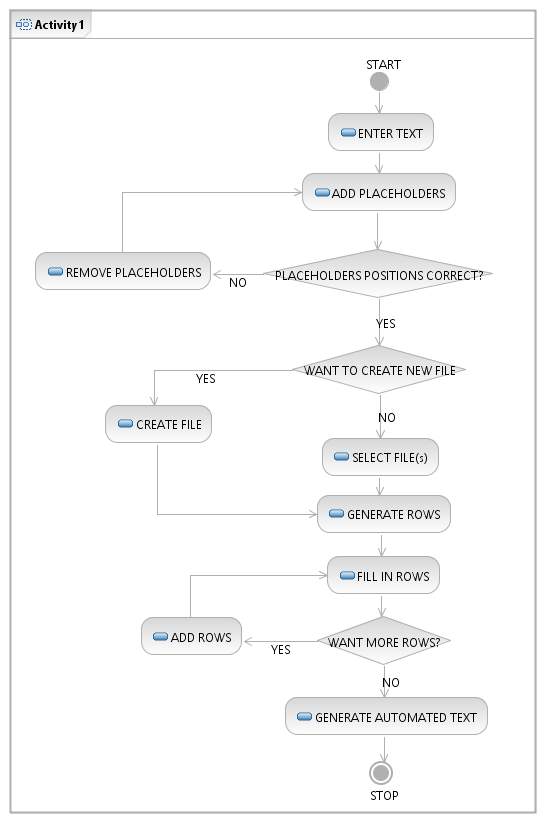 Activity1
START
ENTER TEXT
ADD PLACEHOLDERS
REMOVE PLACEHOLDERS
NO
PLACEHOLDERS POSITIONS CORRECT?
YES
WANT TO CREATE NEW FILE
YES
CREATE FILE
NO
SELECT FILE(s)
GENERATE ROWS
FILL IN ROWS
ADD ROWS
YES
WANT MORE ROWS?
NO
GENERATE AUTOMATED TEXT
STOP